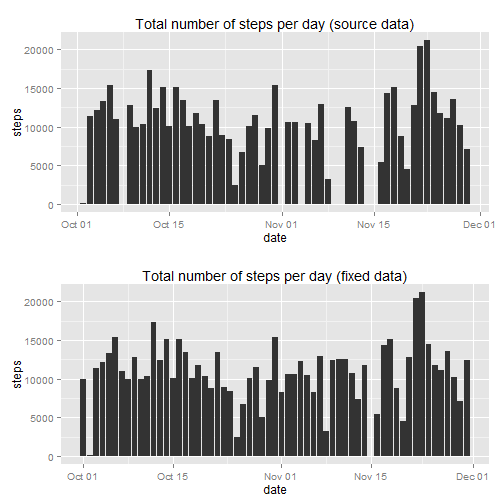 Total number of steps per day (source data)
20000
15000
10000
5000
0
steps
Oct 01 Oct 15 Nov 01 Nov 15 Dec 01
date
Total number of steps per day (fixed data)
20000
15000
10000
5000
0
steps
Oct 01 Oct 15 Nov 01 Nov 15 Dec 01
date